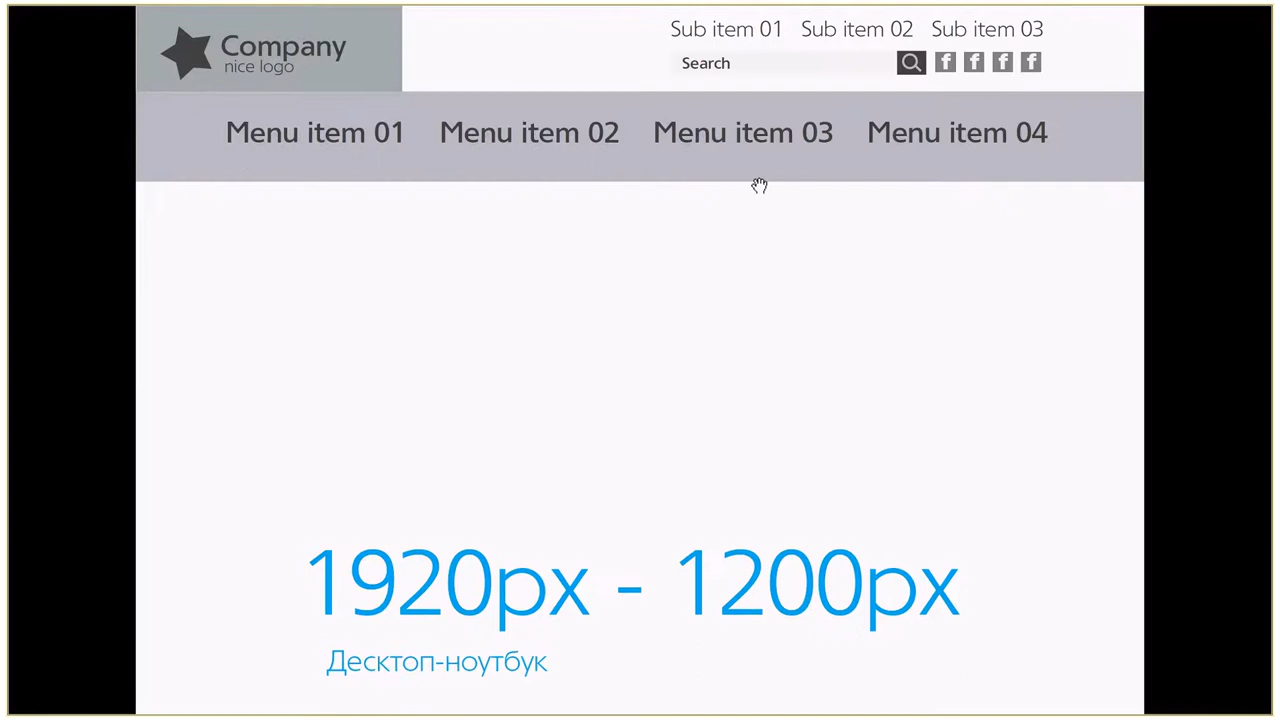 Company
nice logo
Sub item 01 Sub item 02 Sub item 03
Search
f f f f
Menu item 01 Menu item 02 Menu item 03 Menu item 04
1920px - 1200px
Десктоп-ноутбук